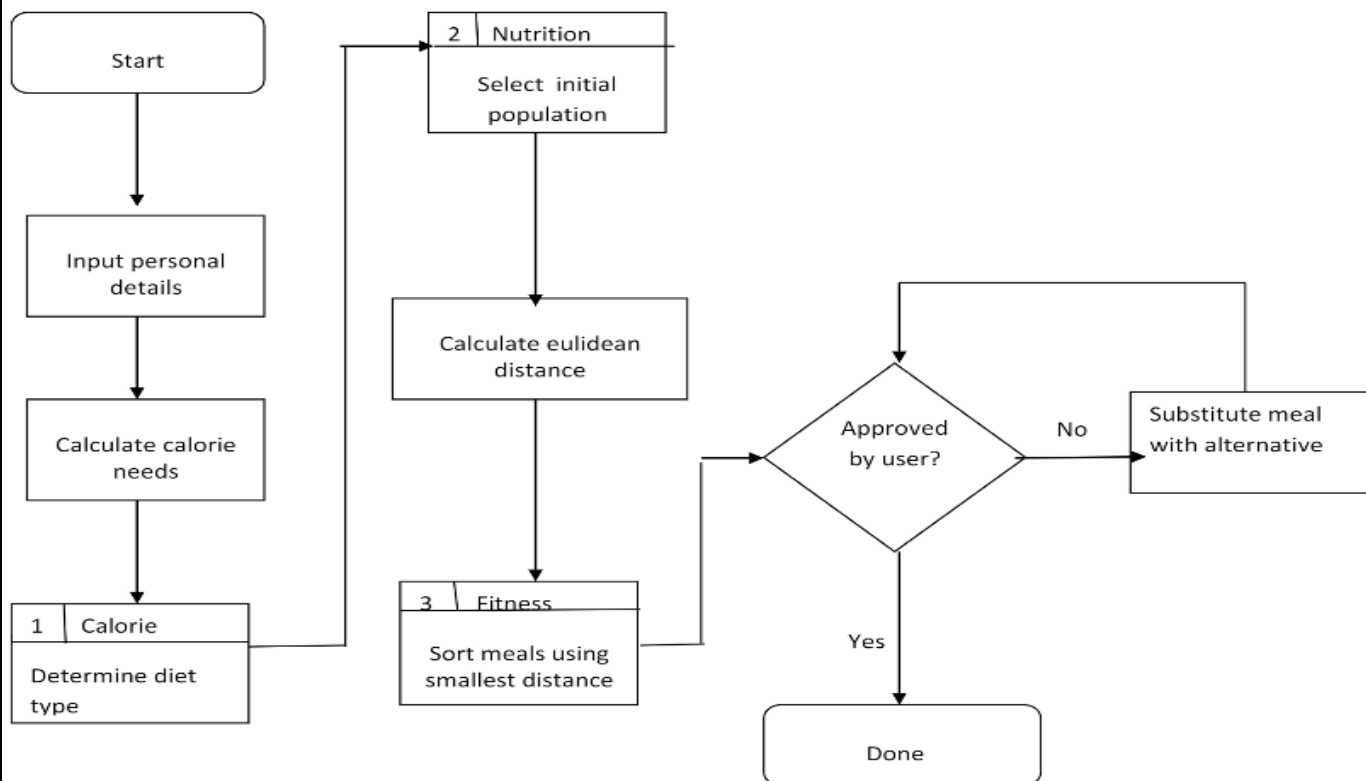 Start
Input personal
details
Calculate calorie
needs
1 Calorie
Determine diet
type
2 Nutrition
Select initial
population
Calculate eulidean
distance
3 Fitness
Sort meals using
smallest distance
Approved
by user?
No
Substitute meal
with alternative
Yes
Done